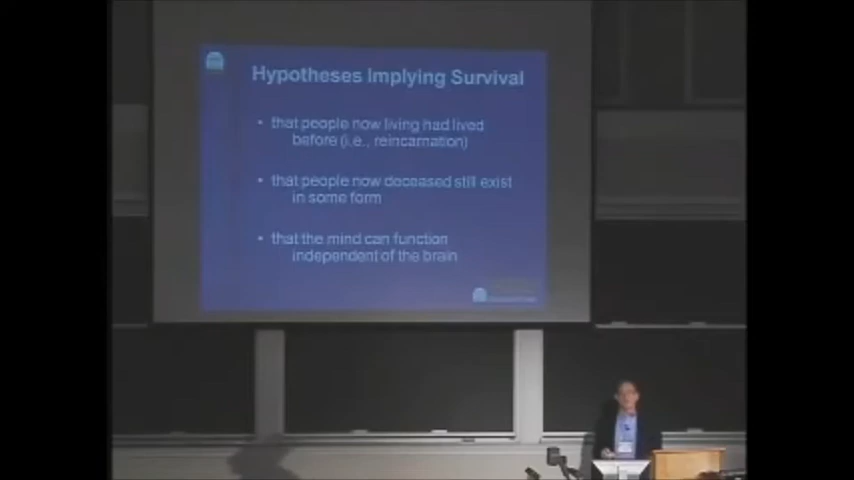 Hypotheses Implying Survival
• that people now living had lived
before (i.e., reincarnation)
• that people now deceased still exist
in some form
• that the mind can function
independent of the brain